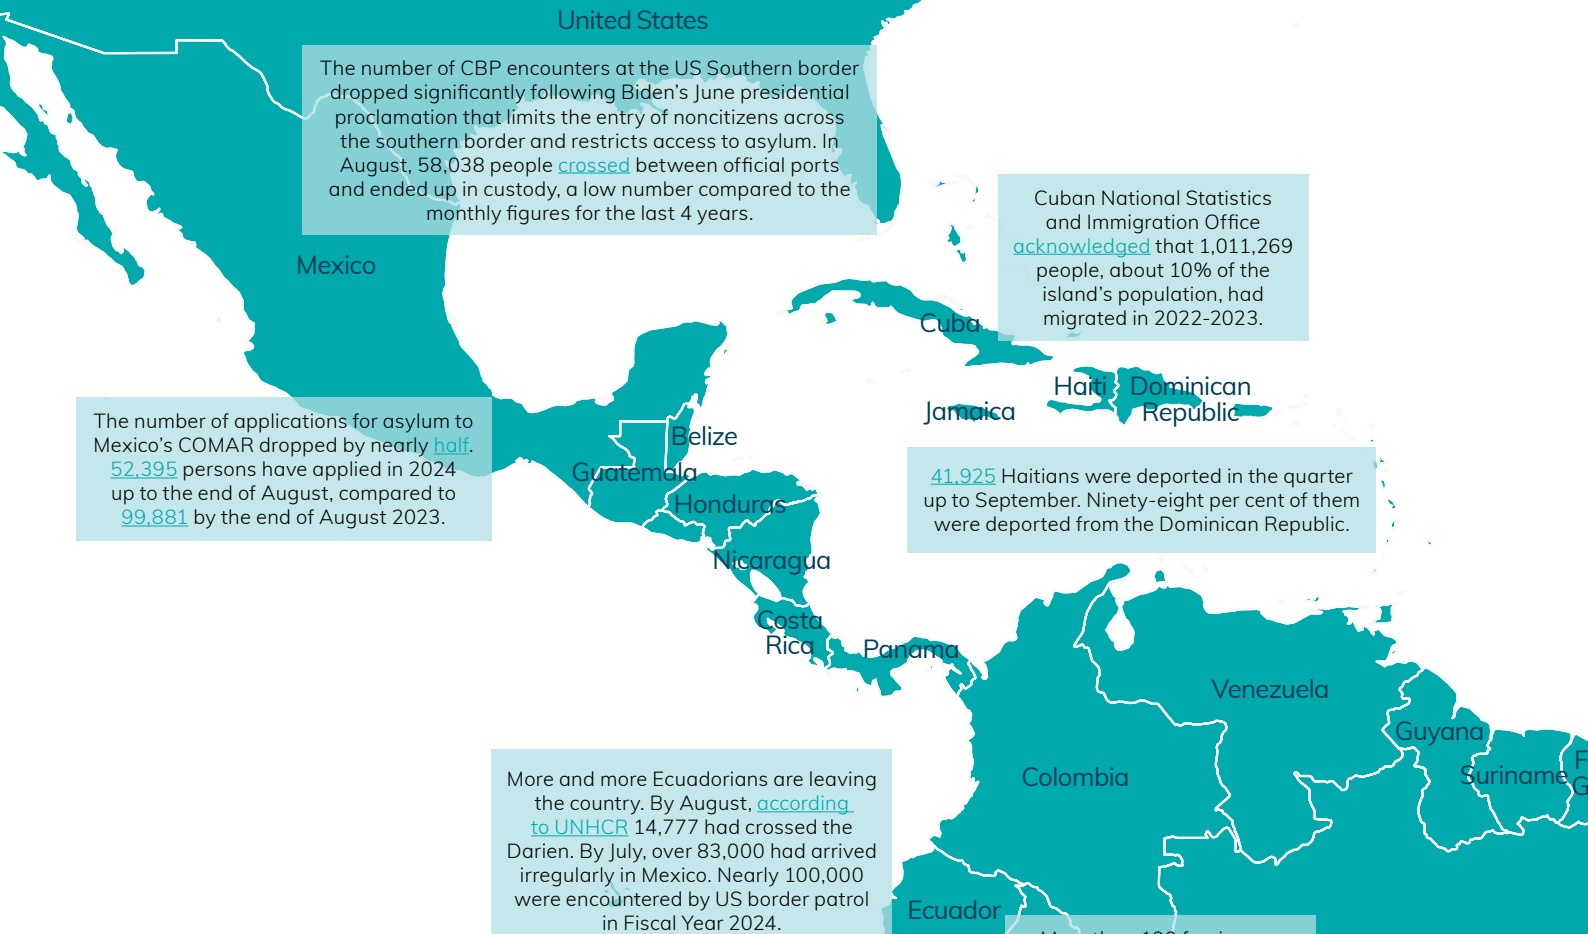 United States
The number of CBP encounters at the US Southern border
dropped significantly following Biden's June presidential
proclamation that limits the entry of noncitizens across
the southern border and restricts access to asylum. In
August, 58,038 people crossed between official ports
and ended up in custody, a low number compared to the
monthly figures for the last 4 years.
Mexico
Cuban National Statistics
and Immigration Office
acknowledged that 1,011,269
people, about 10% of the
island's population, had
migrated in 2022-2023.
Cuba
Haiti
Dominican
Republic
Jamaica
The number of applications for asylum to
Mexico's COMAR dropped by nearly half.
52,395 persons have applied in 2024
up to the end of August, compared to
99,881 by the end of August 2023.
Belize
Guatemala
Honduras
41,925 Haitians were deported in the quarter
up to September. Ninety-eight per cent of them
were deported from the Dominican Republic.
Nicaragua
Costa
Rica
Panama
Venezuela
Guyana
Suriname
F
G
Colombia
More and more Ecuadorians are leaving
the country. By August, according
to UNHCR 14,777 had crossed the
Darien. By July, over 83,000 had arrived
irregularly in Mexico. Nearly 100,000
were encountered by US border patrol
in Fiscal Year 2024.
Ecuador